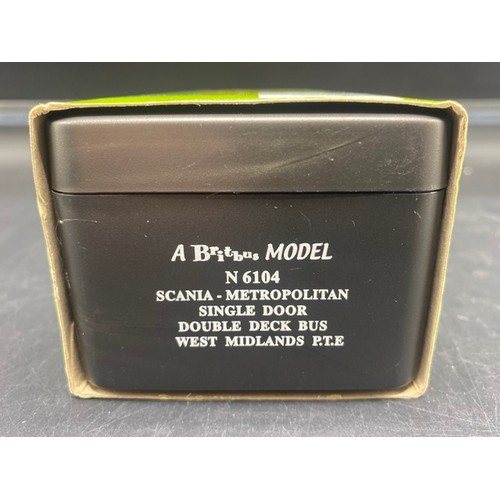 A Britbus MODEL
N 6104
SCANIA - METROPOLITAN
SINGLE DOOR
DOUBLE DECK BUS
WEST MIDLANDS P.T.E